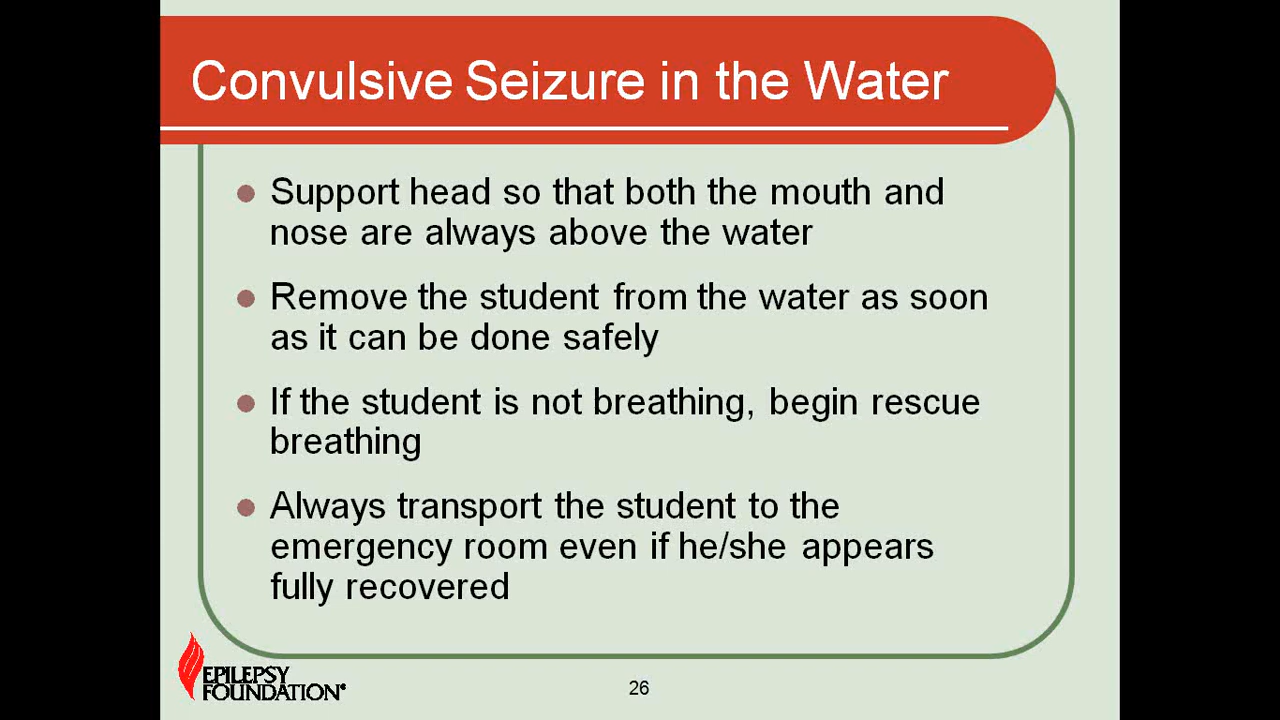 Convulsive Seizure in the Water
Support head so that both the mouth and
nose are always above the water
Remove the student from the water as soon
as it can be done safely
If the student is not breathing, begin rescue
breathing
Always transport the student to the
emergency room even if he/she appears
fully recovered
EPILEPSY
FOUNDATION®
26